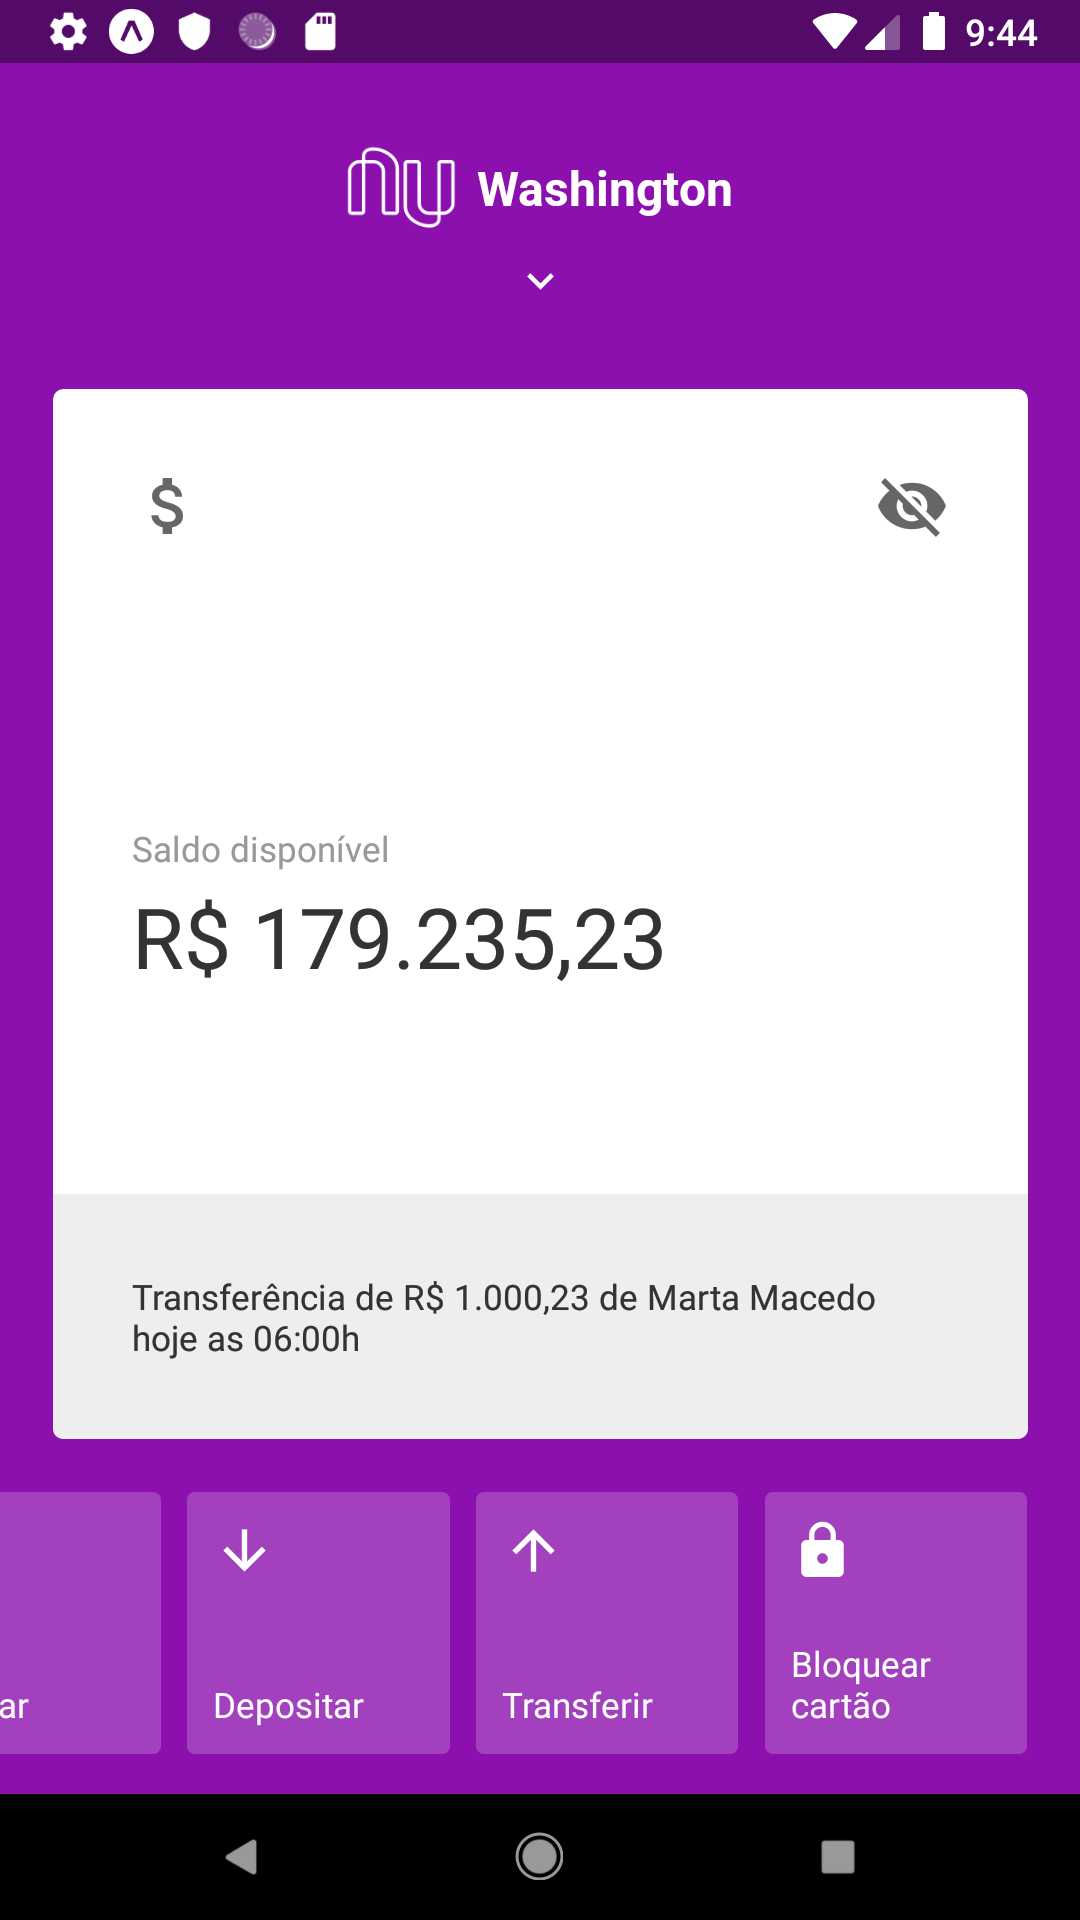 9:44
nu Washington
$
Saldo disponível
R$ 179.235,23
Transferência de R$ 1.000,23 de Marta Macedo
hoje as 06:00h
ar
Depositar
Transferir
Bloquear
cartão